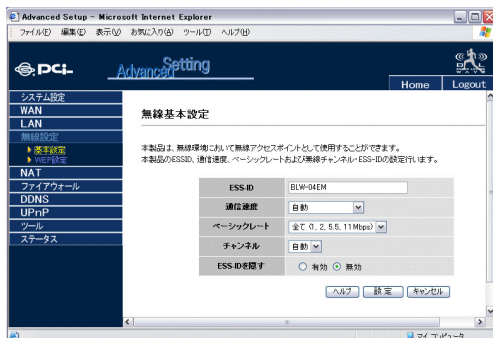 Advanced Setup - Microsoft Internet Explorer
ファイル(F) 編集(E) 表示(V) お気に入り(A) ツール(T) ヘルプ(H)
PCi
Advanced Setting
Home Logout
システム設定
WAN
LAN
無線設定
基本設定
WEP設定
NAT
ファイアウォール
DDNS
UPnP
ツール
ステータス
無線基本設定
本製品は、無線環境において無線アクセスポイントとして使用することができます。
本製品のESSID、通信速度、ベーシックレートおよび無線チャンネル・ESS-IDの設定行います。
ESS-ID BLW-04EM
通信速度 自動
ベーシックレート 全て (1, 2, 5.5, 11Mbps)
チャンネル 自動
ESS-IDを隠す 有効 無効
ヘルプ 設定 キャンセル
マイ コンピュータ